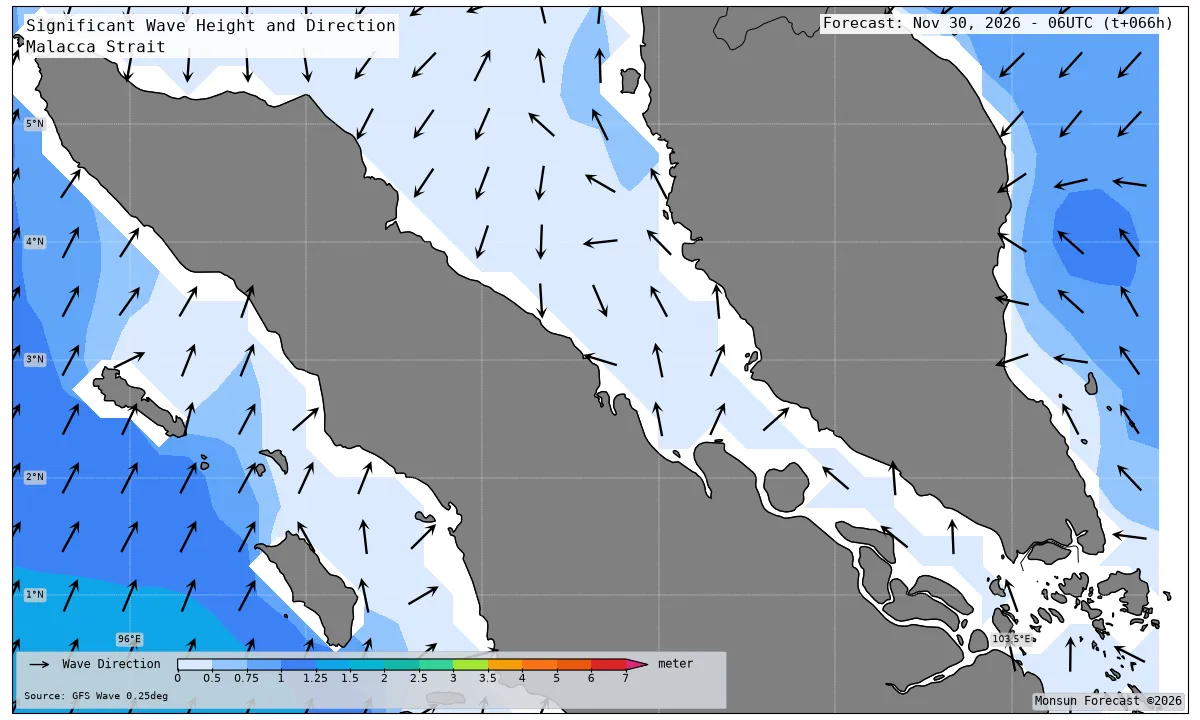 Significant Wave Height and Direction
Malacca Strait
Forecast: Nov 30, 2026 - 06UTC (t+066h)
5°N
4°N
3°N
2°N
1°N
96°E
103.5°E
Wave Direction
meter
0 0.5 0.75 1 1.25 1.5 2 2.5 3 3.5 4 5 6 7
Source: GFS Wave 0.25deg
Monsun Forecast ©2026